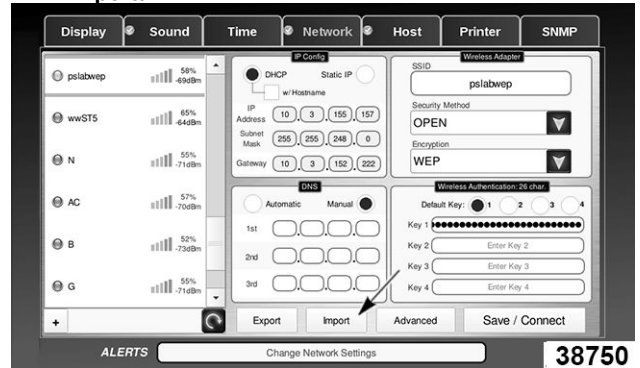 Display Sound Time Network Host Printer SNMP
pslabwep 58% -69dBm
wwST5 65% -64dBm
N 55% -71dBm
AC 57% -70dBm
B 52% -73dBm
G 55% -71dBm
+
IP Config
DHCP Static IP
w/ Hostname
IP Address 10 . 3 . 155 . 157
Subnet Mask 255 . 255 . 248 . 0
Gateway 10 . 3 . 152 . 222
Wireless Adapter
SSID
pslabwep
Security Method
OPEN
Encryption
WEP
DNS
Automatic Manual
1st
2nd
3rd
Wireless Authentication: 26 char.
Default Key: 1 2 3 4
Key 1
Key 2 Enter Key 2
Key 3 Enter Key 3
Key 4 Enter Key 4
Export Import Advanced Save / Connect
ALERTS Change Network Settings
38750